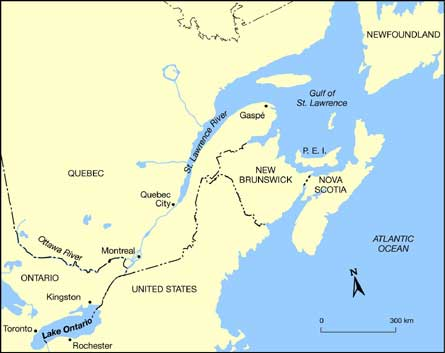 NEWFOUNDLAND
Gulf of
St. Lawrence
Gaspé
St. Lawrence River
P. E. I.
QUEBEC
NEW
BRUNSWICK
NOVA
SCOTIA
Quebec
City
Ottawa River
Montreal
ATLANTIC
OCEAN
ONTARIO
UNITED STATES
Kingston
N
Toronto
Lake Ontario
Rochester
0
300 km